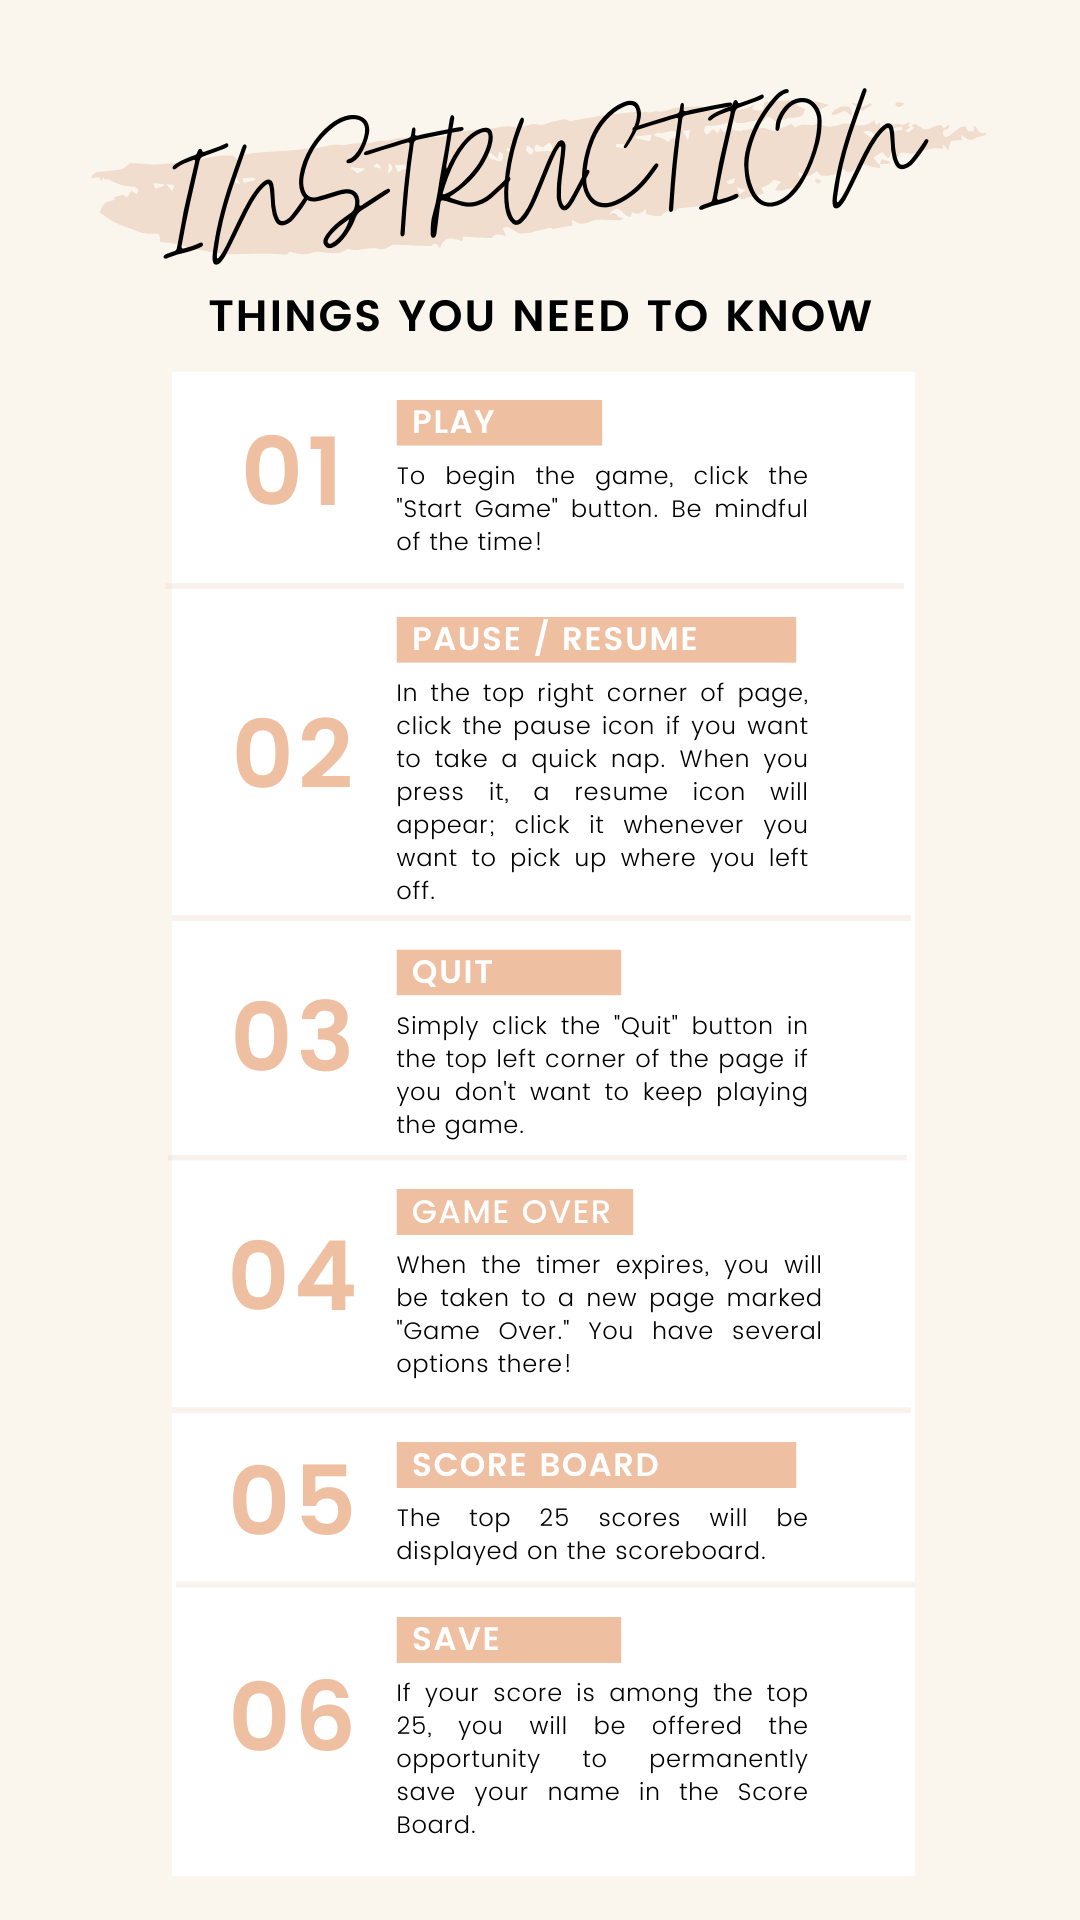 INSTRUCTION
THINGS YOU NEED TO KNOW
01
PLAY
To begin the game, click the
"Start Game" button. Be mindful
of the time!
02
PAUSE / RESUME
In the top right corner of page,
click the pause icon if you want
to take a quick nap. When you
press it, a resume icon will
appear; click it whenever you
want to pick up where you left
off.
03
QUIT
Simply click the "Quit" button in
the top left corner of the page if
you don't want to keep playing
the game.
04
GAME OVER
When the timer expires, you will
be taken to a new page marked
"Game Over." You have several
options there!
05
SCORE BOARD
The top 25 scores will be
displayed on the scoreboard.
06
SAVE
If your score is among the top
25, you will be offered the
opportunity to permanently
save your name in the Score
Board.